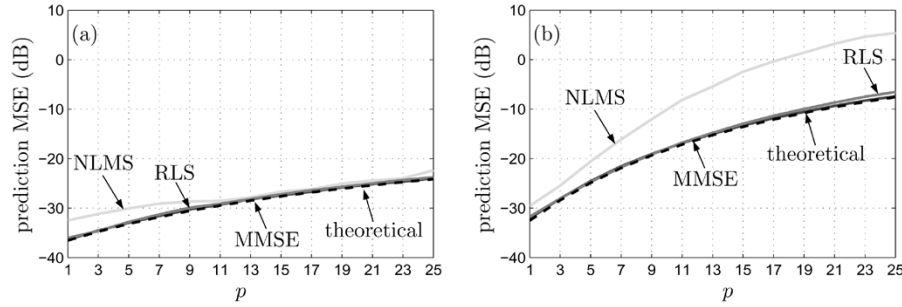 (a)
prediction MSE (dB)
10
0
−10
−20
−30
−40
NLMS
RLS
MMSE
theoretical
1 3 5 7 9 11 13 15 17 19 21 23 25
p
(b)
prediction MSE (dB)
10
0
−10
−20
−30
−40
NLMS
RLS
theoretical
MMSE
1 3 5 7 9 11 13 15 17 19 21 23 25
p